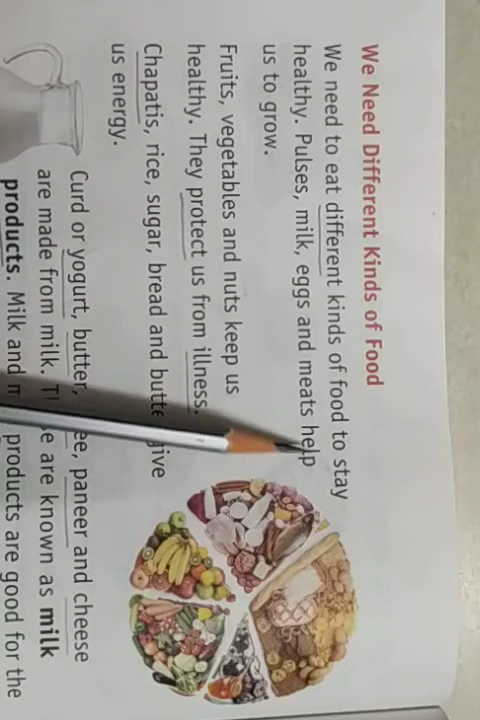 We Need Different Kinds of Food
We need to eat different kinds of food to stay
healthy. Pulses, milk, eggs and meats help
us to grow.
Fruits, vegetables and nuts keep us
healthy. They protect us from illness.
Chapatis, rice, sugar, bread and
us energy.
Curd or yogurt, butter, paneer and cheese
are made from milk. are known as milk
products. Milk and products are good for the